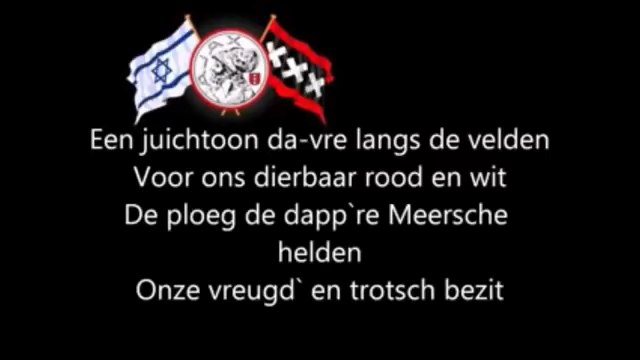 AJAX
Een juichtoon da-vre langs de velden
Voor ons dierbaar rood en wit
De ploeg de dapp`re Meersche
helden
Onze vreugd` en trotsch bezit